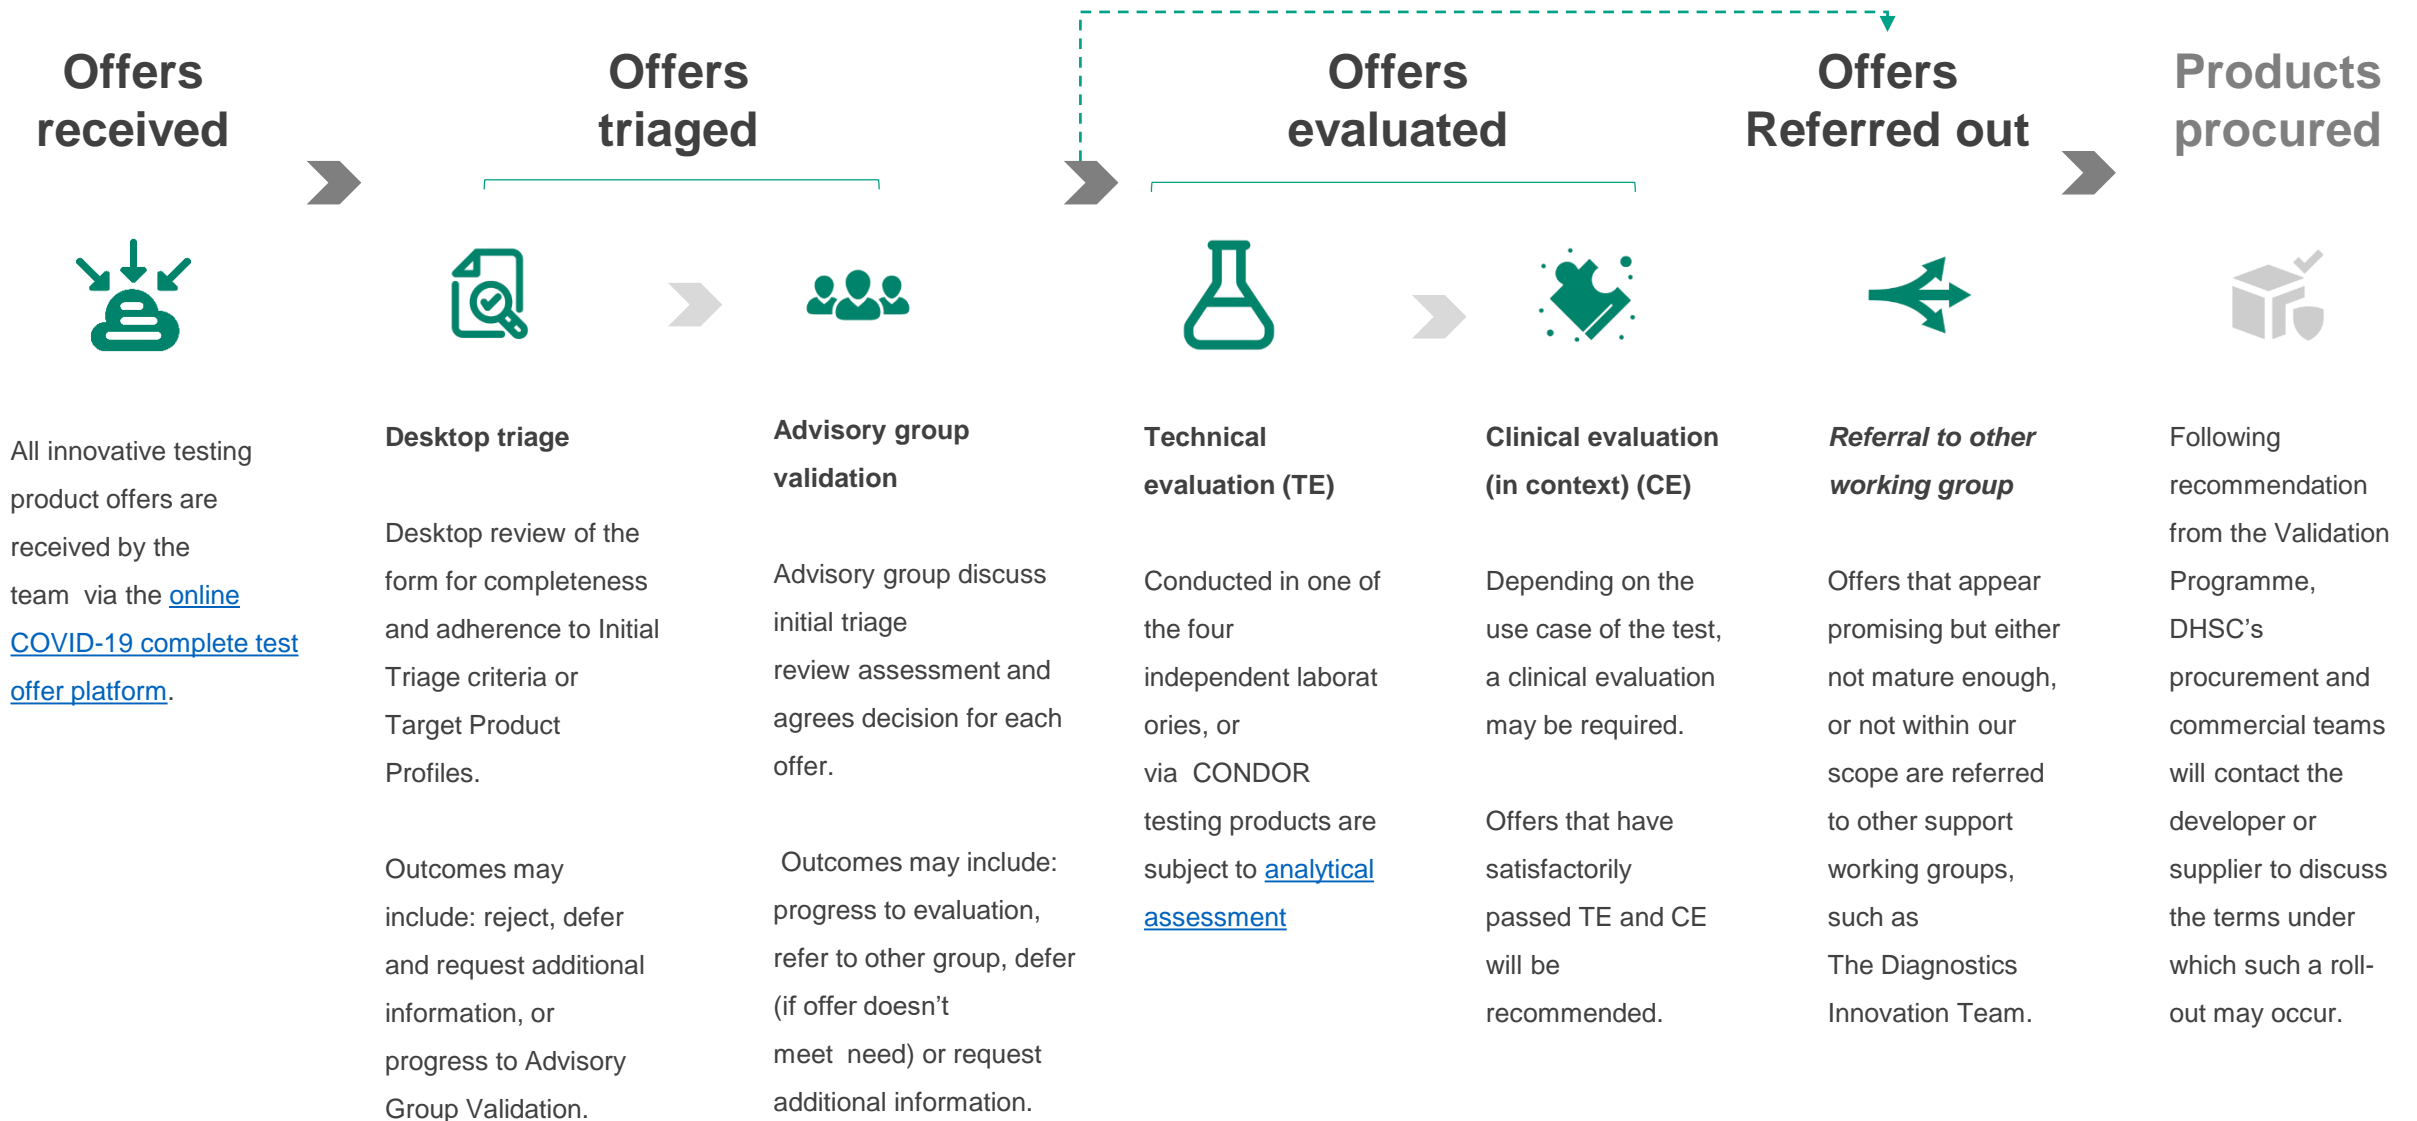 Offers
received
Offers
triaged
Offers
evaluated
Offers
Referred out
Products
procured
All innovative testing
product offers are
received by the
team  via the online
COVID-19 complete test
offer platform.
Desktop triage
Desktop review of the
form for completeness
and adherence to Initial
Triage criteria or
Target Product
Profiles.
Outcomes may
include: reject, defer
and request additional
information, or
progress to Advisory
Group Validation.
Advisory group
validation
Advisory group discuss
initial triage
review assessment and
agrees decision for each
offer.
Outcomes may include:
progress to evaluation,
refer to other group, defer
(if offer doesn’t
meet  need) or request
additional information.
Technical
evaluation (TE)
Conducted in one of
the four
independent laborat
ories, or
via  CONDOR
testing products are
subject to analytical
assessment
Clinical evaluation
(in context) (CE)
Depending on the
use case of the test,
a clinical evaluation
may be required.
Offers that have
satisfactorily
passed TE and CE
will be
recommended.
Referral to other
working group
Offers that appear
promising but either
not mature enough,
or not within our
scope are referred
to other support
working groups,
such as
The Diagnostics
Innovation Team.
Following
recommendation
from the Validation
Programme,
DHSC’s
procurement and
commercial teams
will contact the
developer or
supplier to discuss
the terms under
which such a roll-
out may occur.